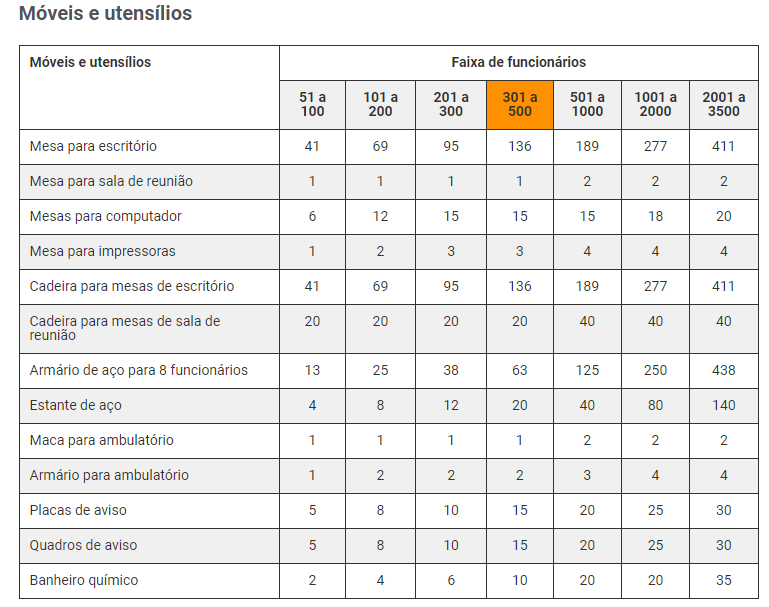 Móveis e utensílios
Móveis e utensílios Faixa de funcionários
51 a 100 101 a 200 201 a 300 301 a 500 501 a 1000 1001 a 2000 2001 a 3500
Mesa para escritório 41 69 95 136 189 277 411
Mesa para sala de reunião 1 1 1 1 2 2 2
Mesas para computador 6 12 15 15 15 18 20
Mesa para impressoras 1 2 3 3 4 4 4
Cadeira para mesas de escritório 41 69 95 136 189 277 411
Cadeira para mesas de sala de reunião 20 20 20 20 40 40 40
Armário de aço para 8 funcionários 13 25 38 63 125 250 438
Estante de aço 4 8 12 20 40 80 140
Maca para ambulatório 1 1 1 1 2 2 2
Armário para ambulatório 1 2 2 2 3 4 4
Placas de aviso 5 8 10 15 20 25 30
Quadros de aviso 5 8 10 15 20 25 30
Banheiro químico 2 4 6 10 20 20 35